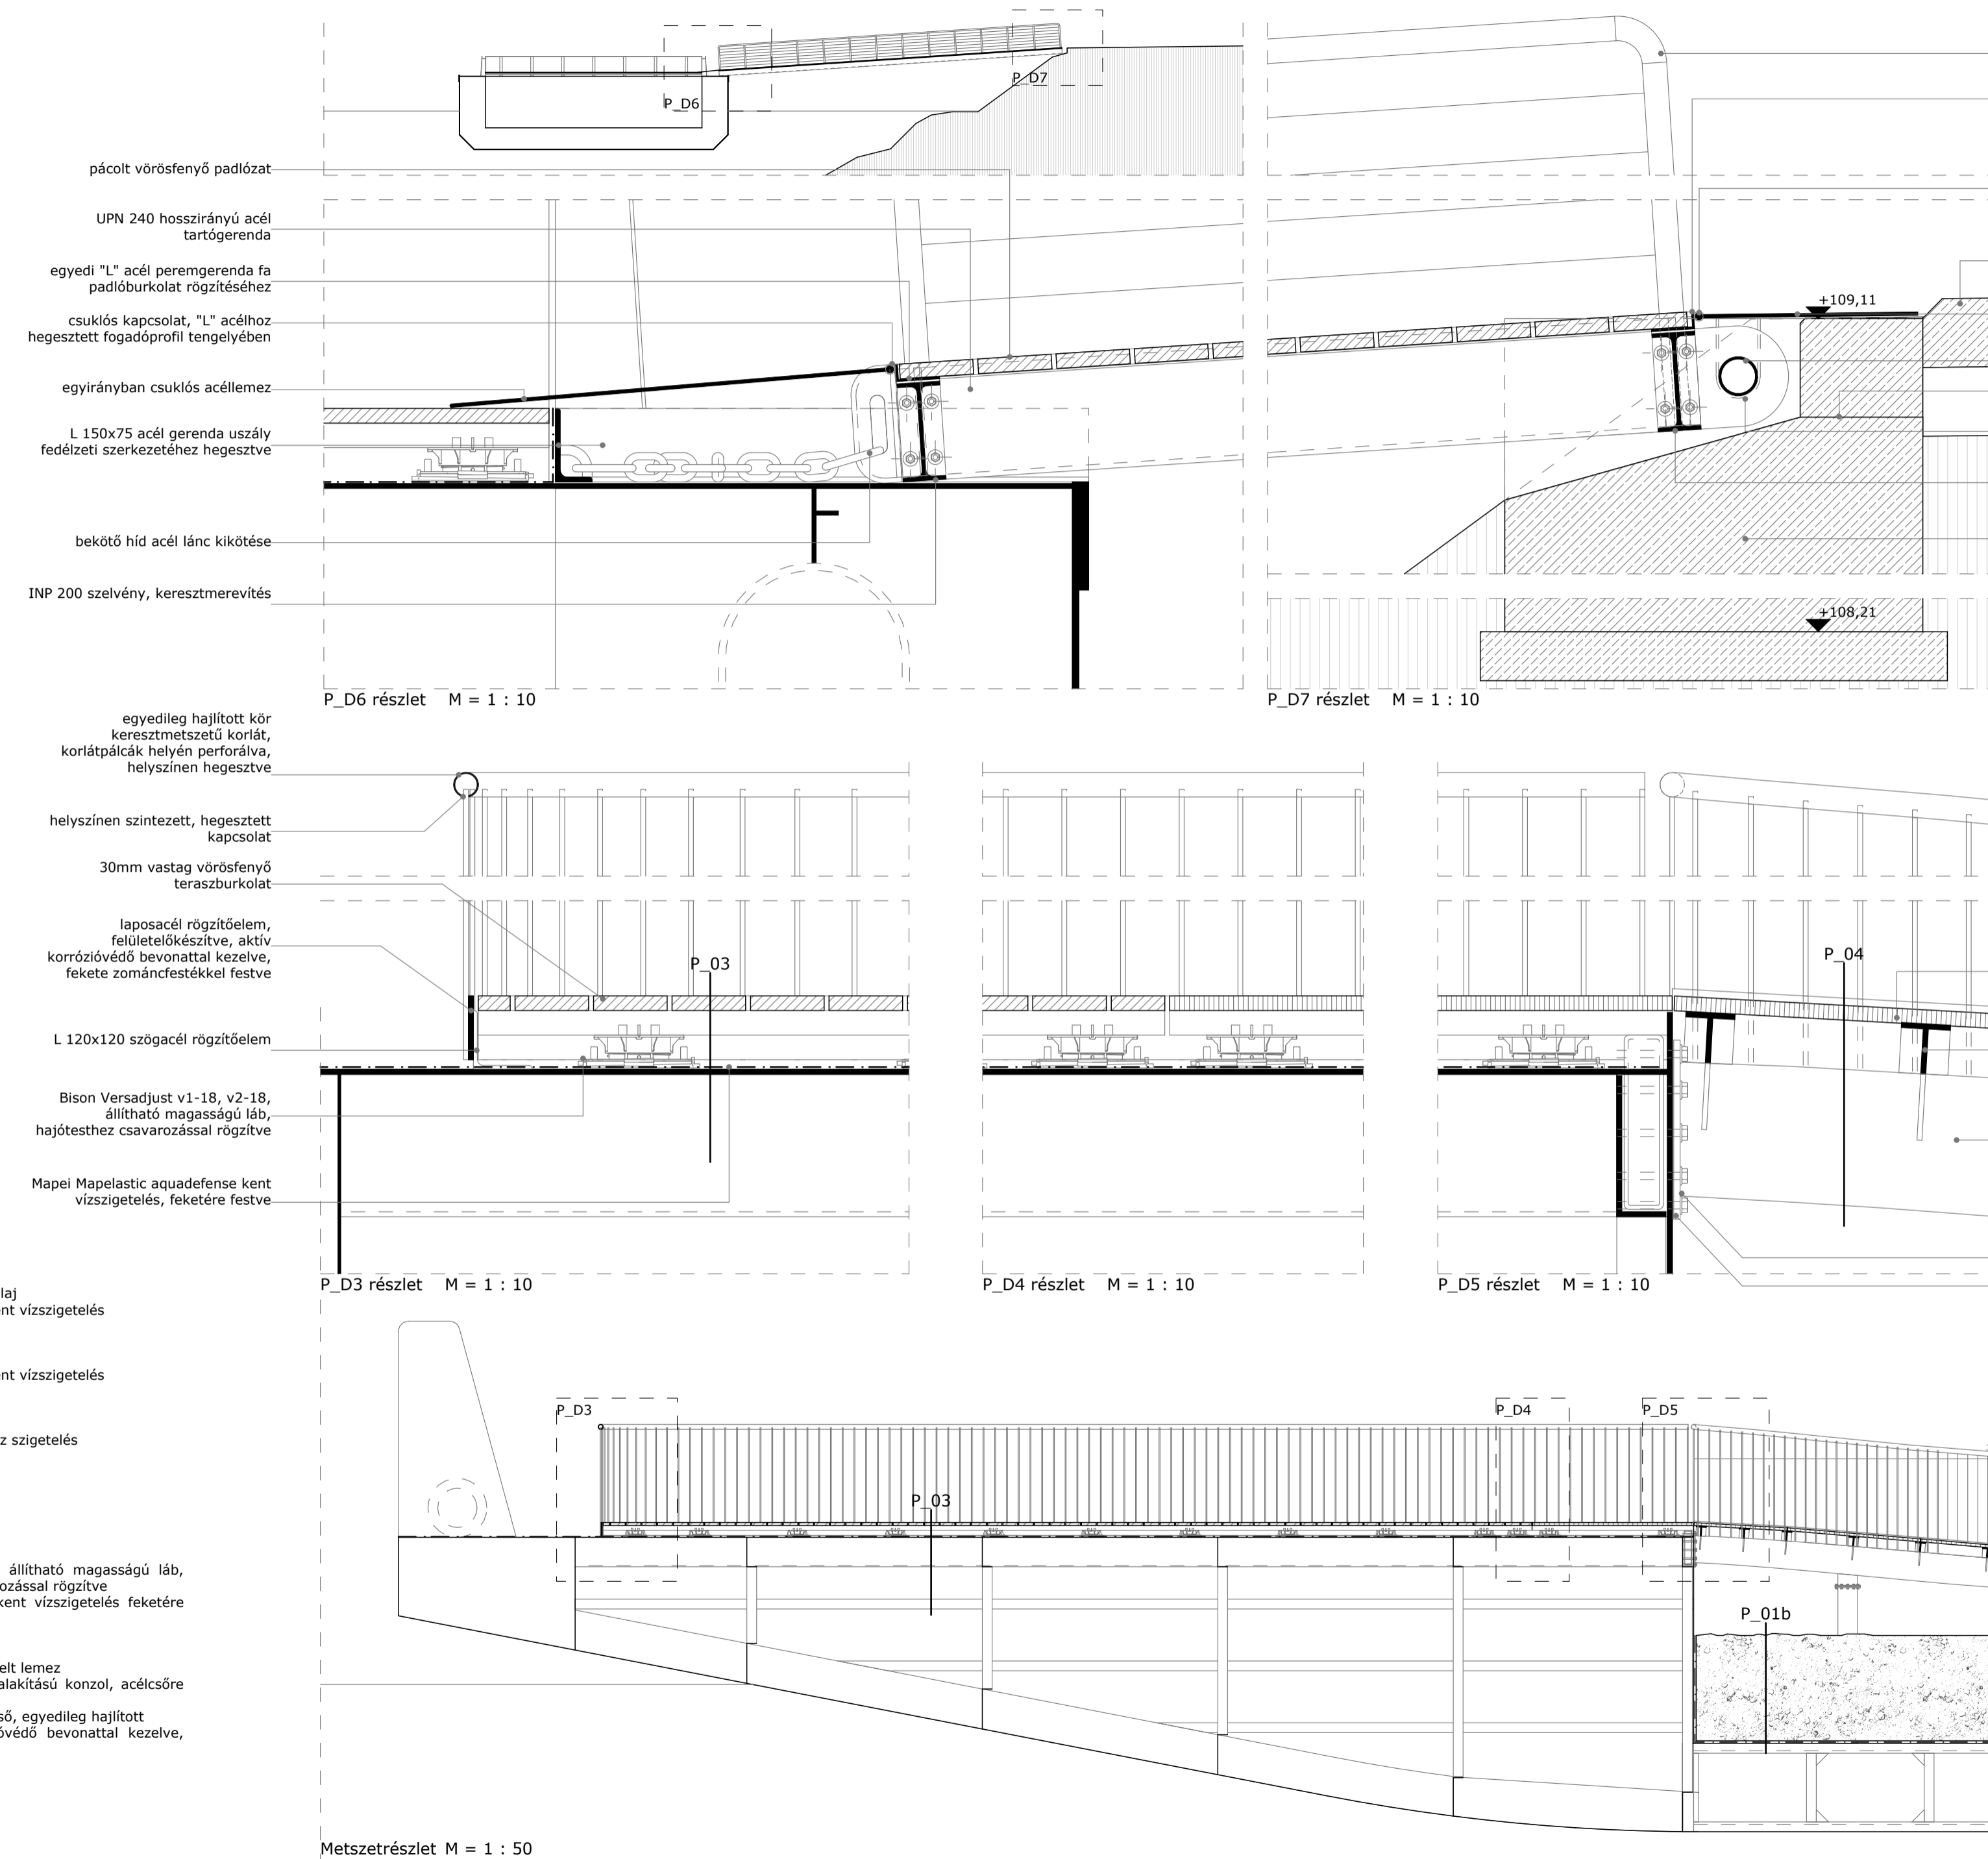 P_D6
P_D7
pácolt vörösfenyő padlózat
UPN 240 hosszirányú acél
tartógerenda
egyedi "L" acél peremgerenda fa
padlóburkolat rögzítéséhez
csuklós kapcsolat, "L" acélhoz
hegesztett fogadóprofil tengelyében
egyirányban csuklós acéllemez
L 150x75 acél gerenda uszály
fedélzeti szerkezetéhez hegesztve
bekötő híd acél lánc kikötése
INP 200 szelvény, keresztmerevítés
+109,11
+108,21
P_D6 részlet M = 1 : 10
P_D7 részlet M = 1 : 10
egyedileg hajlított kör
keresztmetszetű korlát,
korlátpálcák helyén perforálva,
helyszínen hegesztve
helyszínen szintezett, hegesztett
kapcsolat
30mm vastag vörösfenyő
teraszburkolat
laposacél rögzítőelem,
felületelőkészítve, aktív
korrózióvédő bevonattal kezelve,
fekete zománcfestékkel festve
L 120x120 szögacél rögzítőelem
Bison Versadjust v1-18, v2-18,
állítható magasságú láb,
hajótesthez csavarozással rögzítve
Mapei Mapelastic aquadefense kent
vízszigetelés, feketére festve
P_03
P_04
P_D3 részlet M = 1 : 10
P_D4 részlet M = 1 : 10
P_D5 részlet M = 1 : 10
laj
nt vízszigetelés
nt vízszigetelés
z szigetelés
állítható magasságú láb,
ozással rögzítve
kent vízszigetelés feketére
elt lemez
alakítású konzol, acélcsőre
ső, egyedileg hajlított
óvédő bevonattal kezelve,
P_D3
P_D4
P_D5
P_03
P_01b
Metszetrészlet M = 1 : 50